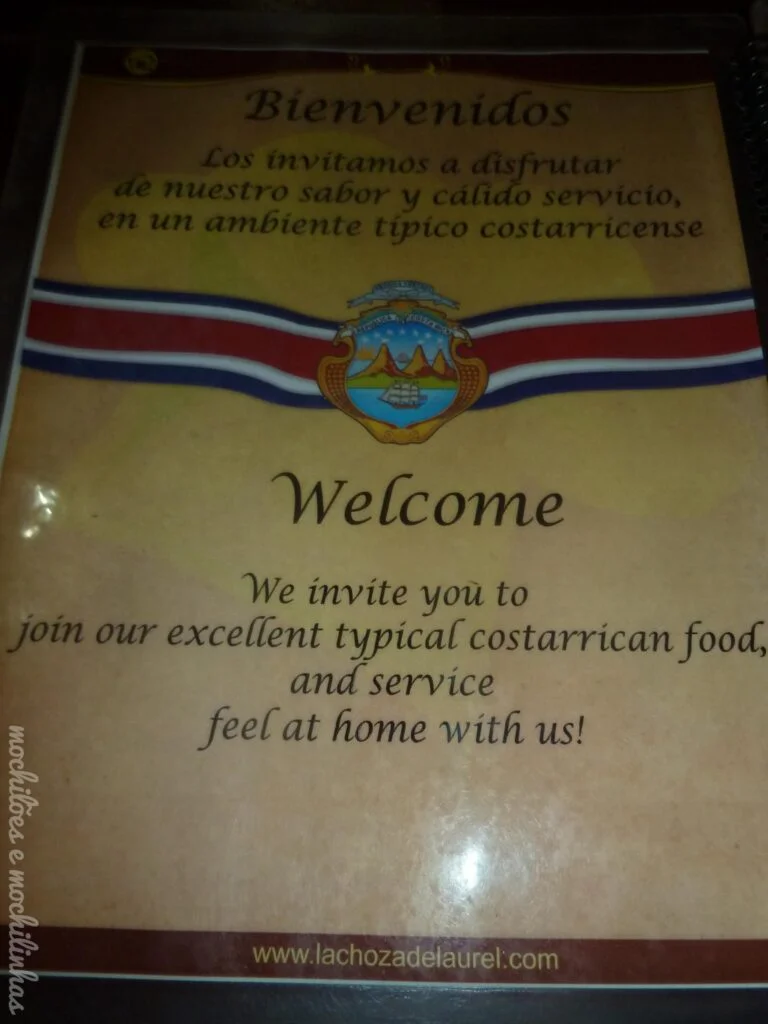 Bienvenidos
Los invitamos a disfrutar
de nuestro sabor y cálido servicio,
en un ambiente típico costarricense
Welcome
We invite you to
join our excellent typical costarrican food,
and service
feel at home with us!
www.lachozadelaurel.com
mochilões e mochilinhas